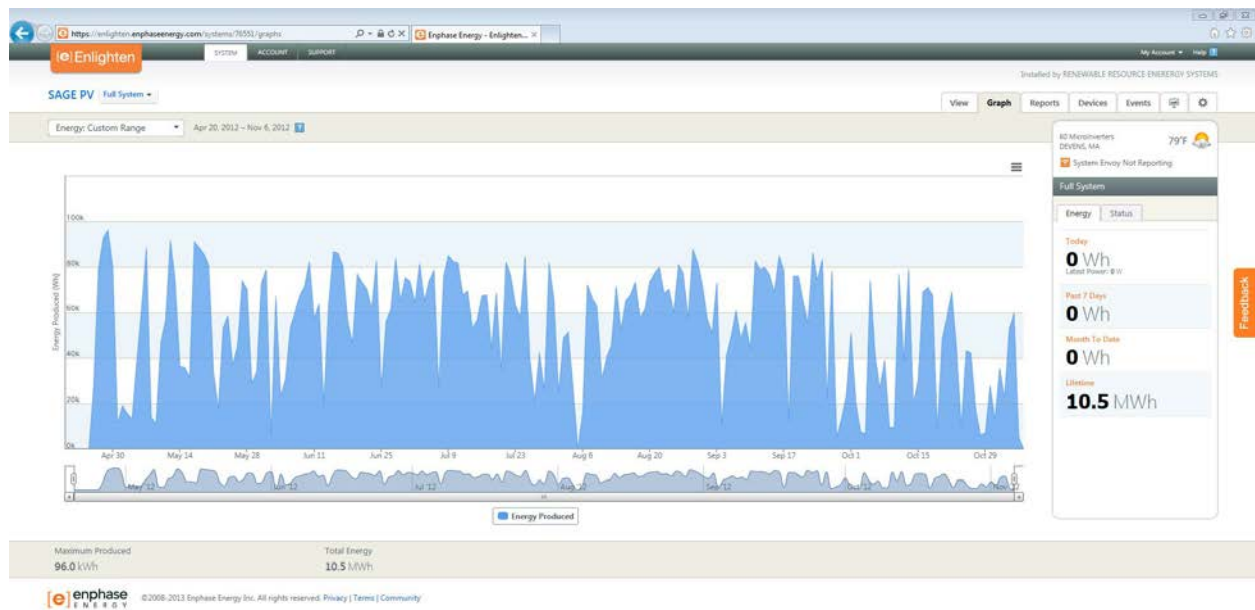 https://enlighten.enphaseenergy.com/systems/76551/graphs
Enphase Energy - Enlighten...
[e] Enlighten
SYSTEM ACCOUNT SUPPORT
My Account Help ?
Installed by RENEWABLE RESOURCE ENERERGY SYSTEMS
SAGE PV Full System
View Graph Reports Devices Events
Energy: Custom Range Apr 20, 2012 – Nov 6, 2012 ?
60 Microinverters
DEVENS, MA
79°F
System Envoy Not Reporting
Full System
Energy Status
Today
0 Wh
Latest Power: 0 W
Past 7 Days
0 Wh
Month To Date
0 Wh
Lifetime
10.5 MWh
Feedback
Energy Produced (Wh)
100k
80k
60k
40k
20k
0k
Apr 30 May 14 May 28 Jun 11 Jun 25 Jul 9 Jul 23 Aug 6 Aug 20 Sep 3 Sep 17 Oct 1 Oct 15 Oct 29
May '12 Jun '12 Jul '12 Aug '12 Sep '12 Oct '12 Nov '12
Energy Produced
Maximum Produced Total Energy
96.0 kWh 10.5 MWh
[e] enphase
ENERGY
©2008-2013 Enphase Energy Inc. All rights reserved. Privacy | Terms | Community